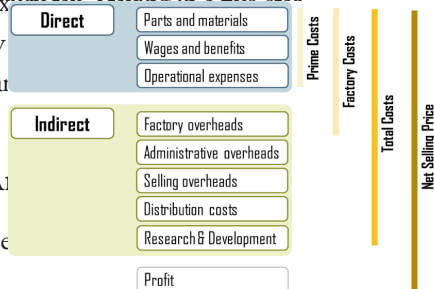 Direct
Parts and materials
Wages and benefits
Operational expenses
Indirect
Factory overheads
Administrative overheads
Selling overheads
Distribution costs
Research & Development
Profit
Prime Costs
Factory Costs
Total Costs
Net Selling Price